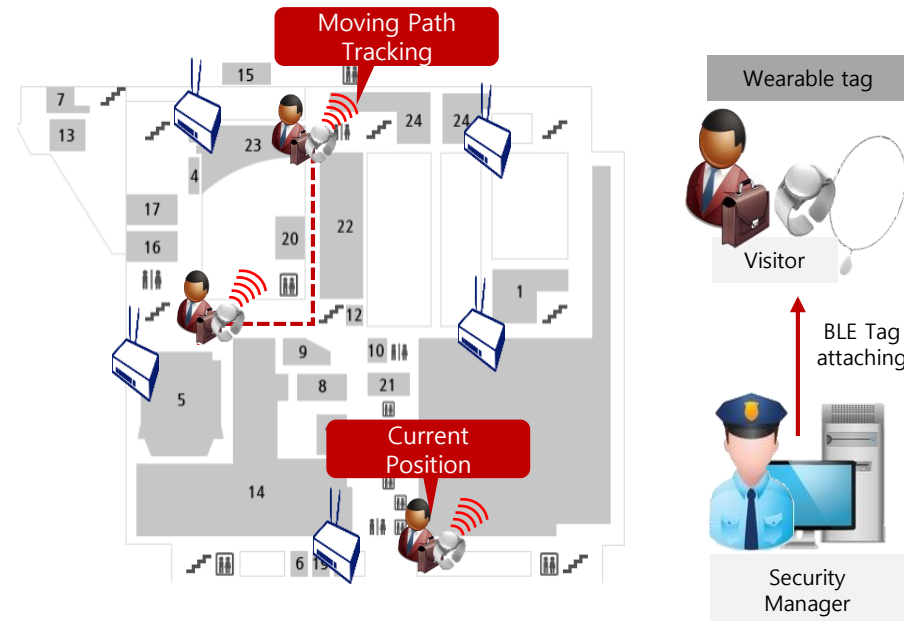 Moving Path
Tracking
15
7
13
23
24
24
4
17
16
20
22
1
12
9
10
8
21
5
Current
Position
14
6
19
Wearable tag
Visitor
BLE Tag
attaching
Security
Manager